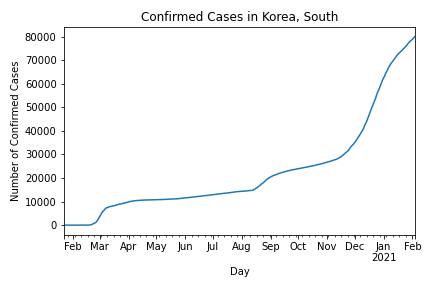 Confirmed Cases in Korea, South
Number of Confirmed Cases
80000
70000
60000
50000
40000
30000
20000
10000
0
Feb Mar Apr May Jun Jul Aug Sep Oct Nov Dec Jan Feb
2021
Day